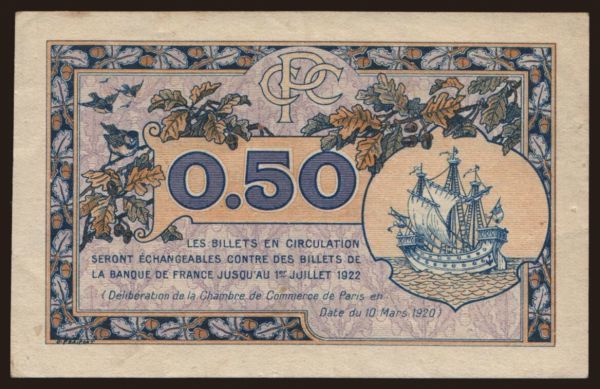 CPC
0.50
LES BILLETS EN CIRCULATION
SERONT ÉCHANGEABLES CONTRE DES BILLETS DE
LA BANQUE DE FRANCE JUSQU'AU 1ER JUILLET 1922
(Délibération de la Chambre de Commerce de Paris en
Date du 10 Mars 1920)